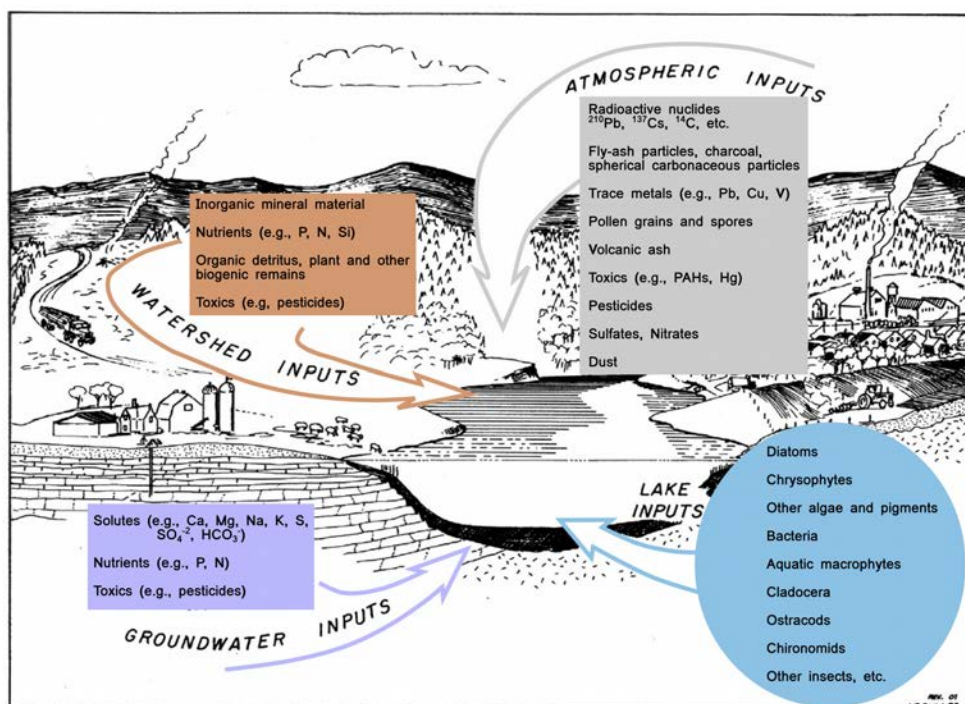 ATMOSPHERIC INPUTS
Radioactive nuclides
²¹⁰Pb, ¹³⁷Cs, ¹⁴C, etc.
Fly-ash particles, charcoal,
spherical carbonaceous particles
Trace metals (e.g., Pb, Cu, V)
Pollen grains and spores
Volcanic ash
Toxics (e.g., PAHs, Hg)
Pesticides
Sulfates, Nitrates
Dust
Inorganic mineral material
Nutrients (e.g., P, N, Si)
Organic detritus, plant and other
biogenic remains
Toxics (e.g, pesticides)
WATERSHED INPUTS
LAKE
INPUTS
Diatoms
Chrysophytes
Other algae and pigments
Bacteria
Aquatic macrophytes
Cladocera
Ostracods
Chironomids
Other insects, etc.
Solutes (e.g., Ca, Mg, Na, K, S,
SO₄⁻², HCO₃⁻)
Nutrients (e.g., P, N)
Toxics (e.g., pesticides)
GROUNDWATER INPUTS
REV. 01